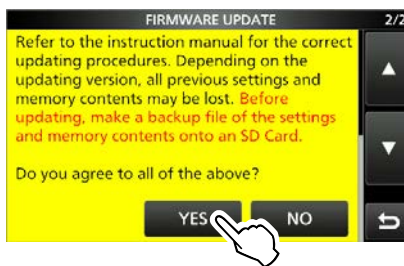 FIRMWARE UPDATE 2/2
Refer to the instruction manual for the correct
updating procedures. Depending on the
updating version, all previous settings and
memory contents may be lost. Before
updating, make a backup file of the settings
and memory contents onto an SD Card.
Do you agree to all of the above?
YES NO